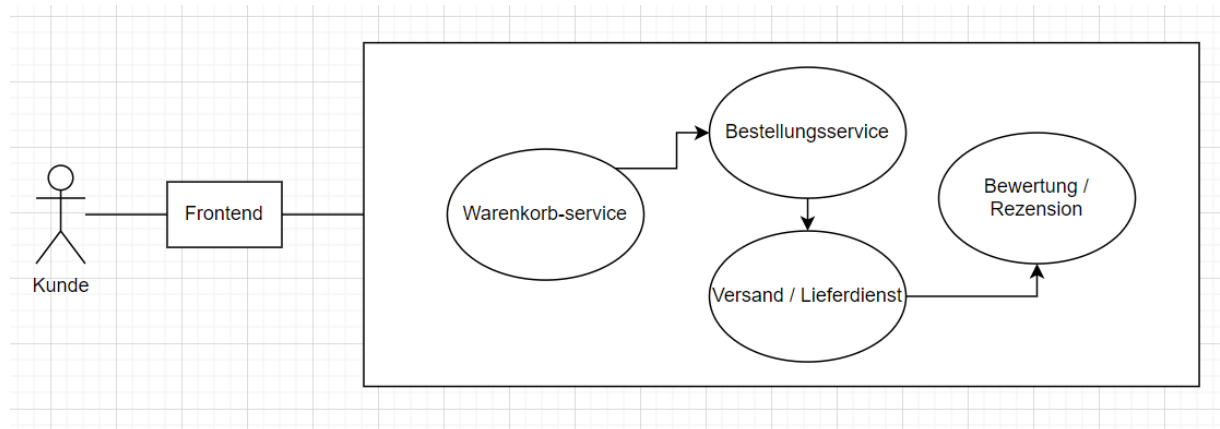 Kunde
Frontend
Warenkorb-service
Bestellungsservice
Versand / Lieferdienst
Bewertung /
Rezension